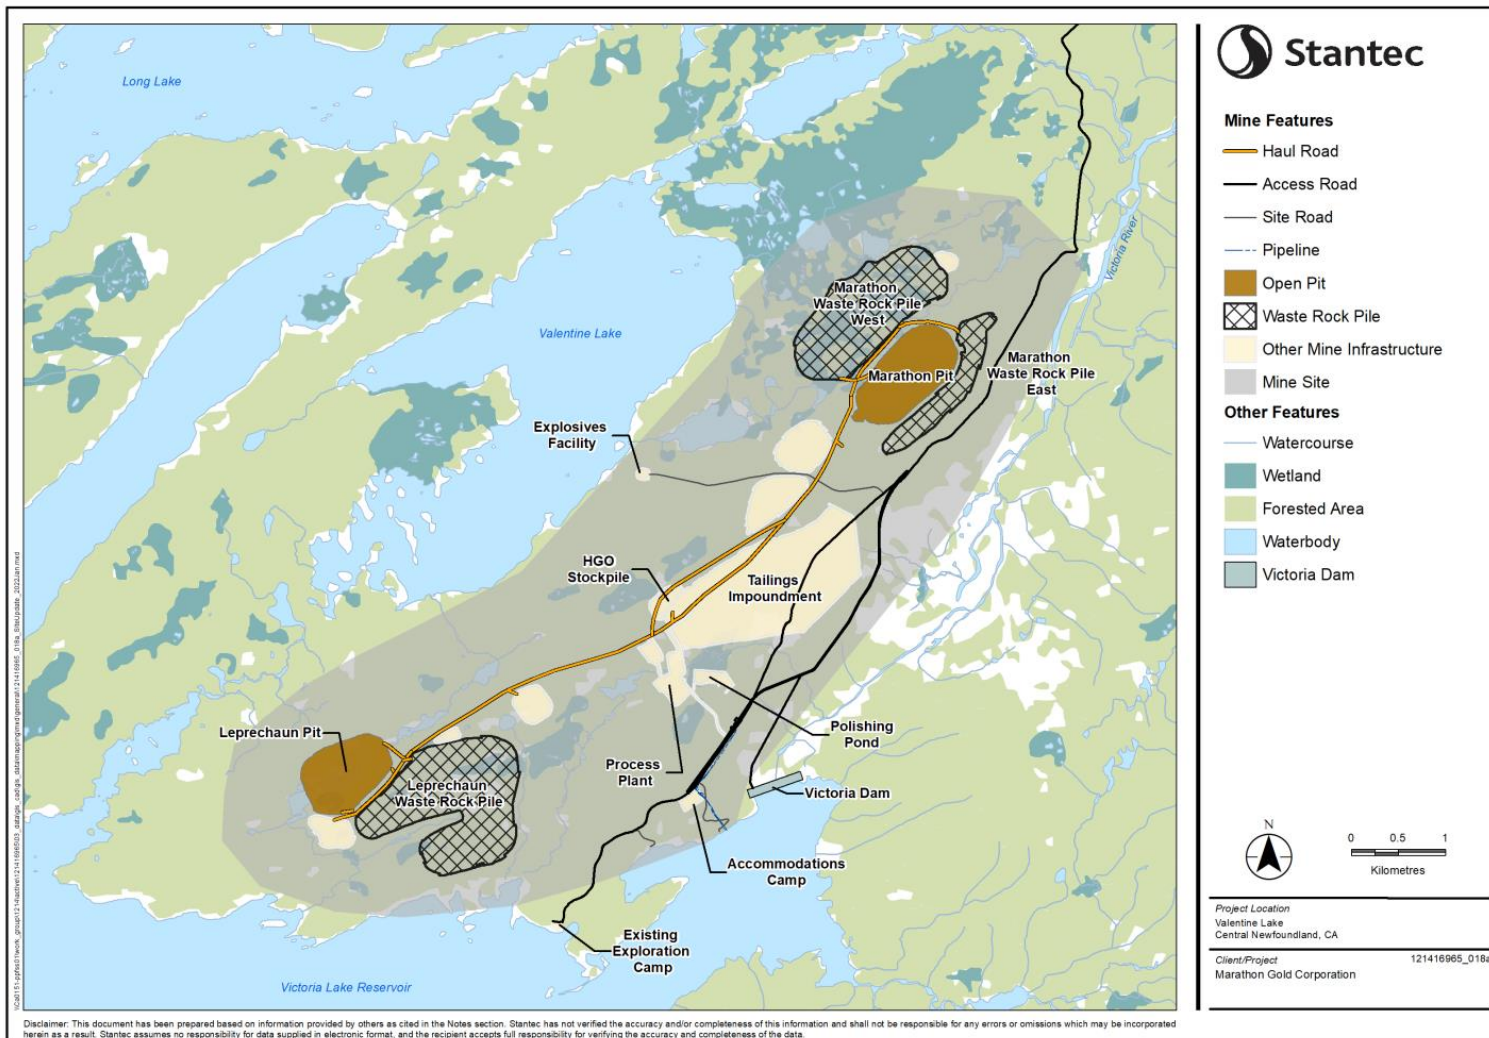 Long Lake
Valentine Lake
Victoria River
Marathon
Waste Rock Pile
West
Marathon Pit
Marathon
Waste Rock Pile
East
Explosives
Facility
HGO
Stockpile
Tailings
Impoundment
Leprechaun Pit
Leprechaun
Waste Rock Pile
Process
Plant
Polishing
Pond
Victoria Dam
Accommodations
Camp
Existing
Exploration
Camp
Victoria Lake Reservoir
Stantec
Mine Features
Haul Road
Access Road
Site Road
Pipeline
Open Pit
Waste Rock Pile
Other Mine Infrastructure
Mine Site
Other Features
Watercourse
Wetland
Forested Area
Waterbody
Victoria Dam
N
0 0.5 1
Kilometres
Project Location
Valentine Lake
Central Newfoundland, CA
Client/Project 121416965_018a
Marathon Gold Corporation
Disclaimer: This document has been prepared based on information provided by others as cited in the Notes section. Stantec has not verified the accuracy and/or completeness of this information and shall not be responsible for any errors or omissions which may be incorporated
herein as a result. Stantec assumes no responsibility for data supplied in electronic format, and the recipient accepts full responsibility for verifying the accuracy and completeness of the data.